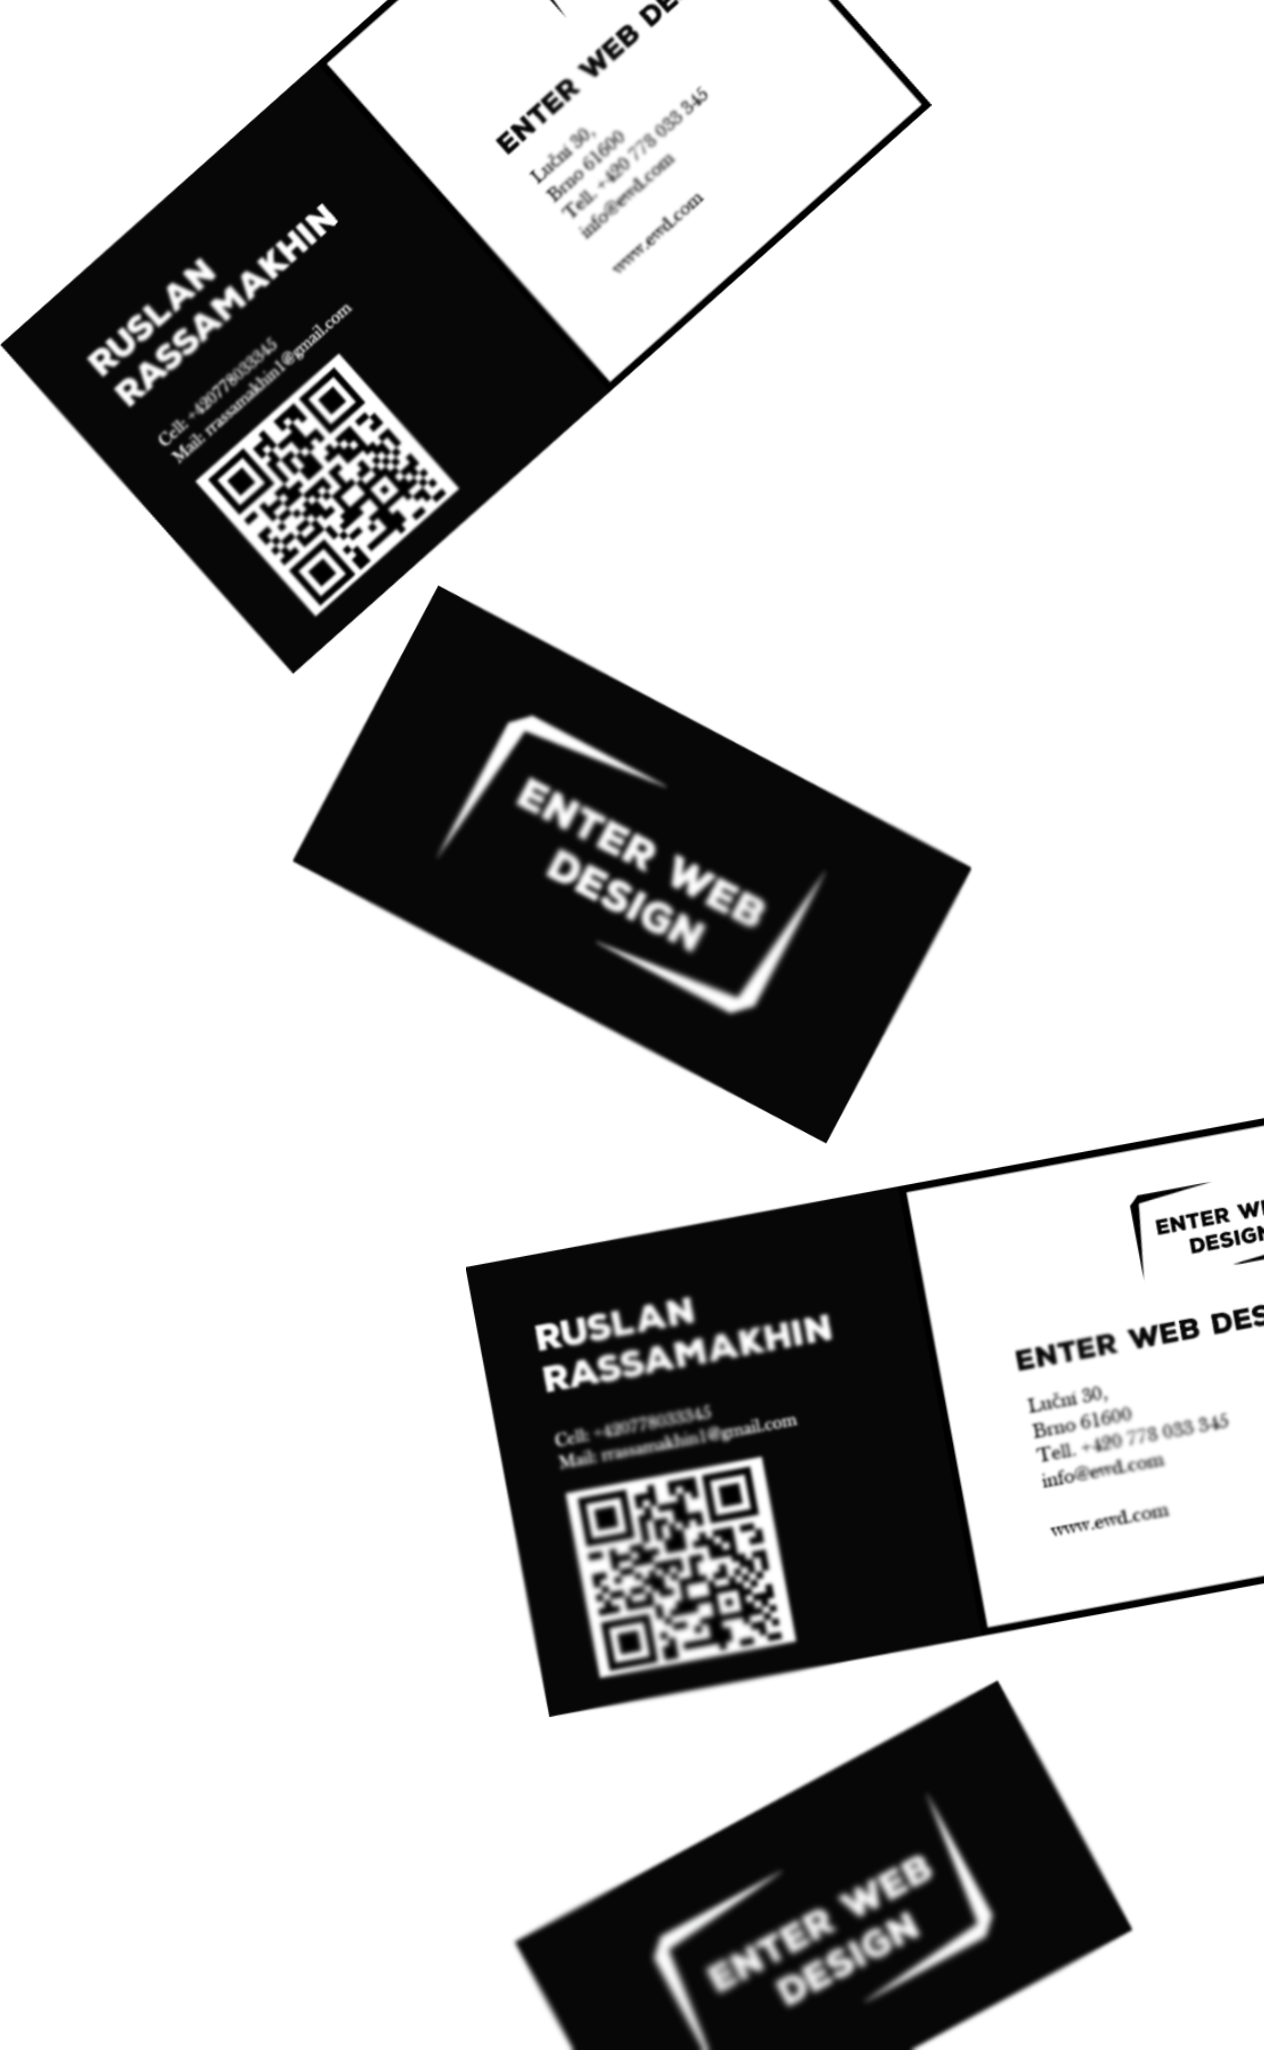 ENTER WEB DE
Luční 30,
Brno 61600
Tell. +420 778 033 345
info@ewd.com
www.ewd.com
RUSLAN
RASSAMAKHIN
Cell: +420778033345
Mail: rrassamakhin1@gmail.com
ENTER WEB
DESIGN
RUSLAN
RASSAMAKHIN
Cell: +420778033345
Mail: rrassamakhin1@gmail.com
ENTER WE
DESIGN
ENTER WEB DES
Luční 30,
Brno 61600
Tell. +420 778 033 345
info@ewd.com
www.ewd.com
ENTER WEB
DESIGN